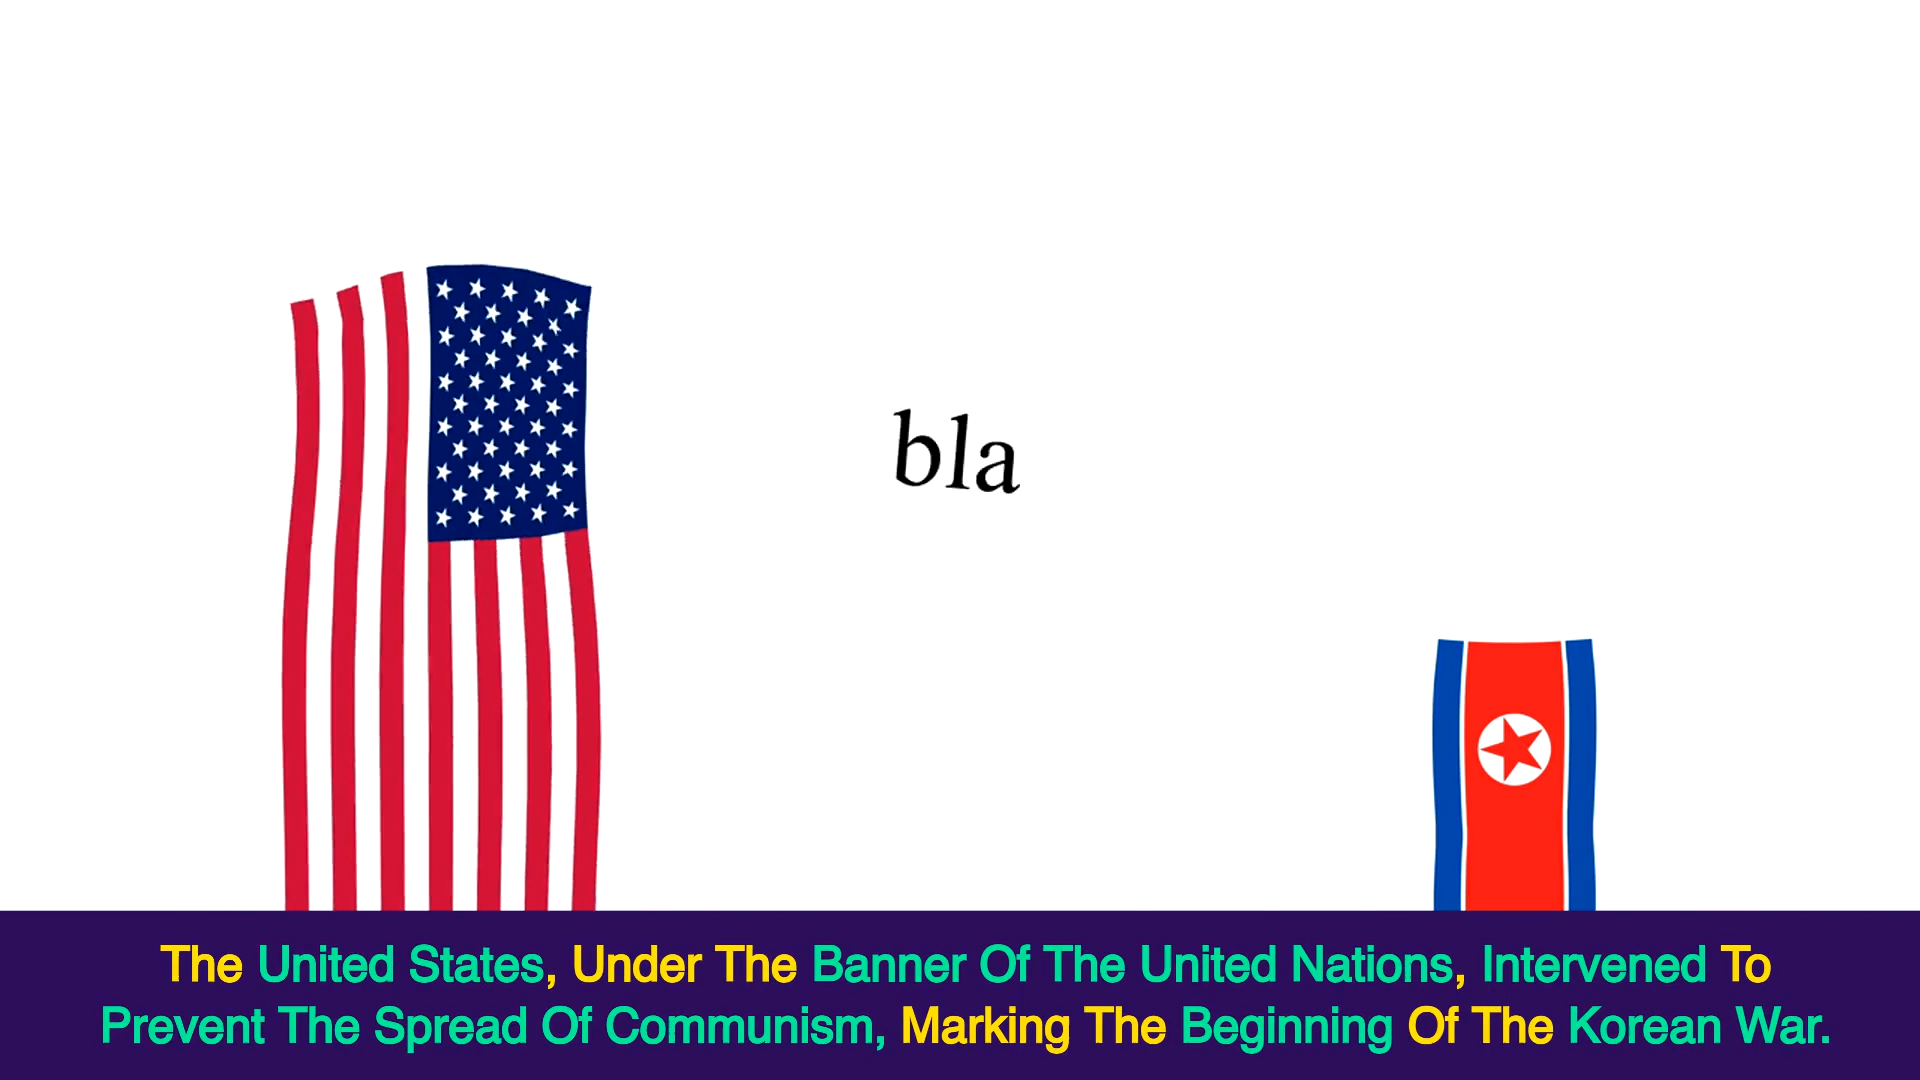 bla
The United States, Under The Banner Of The United Nations, Intervened To
Prevent The Spread Of Communism, Marking The Beginning Of The Korean War.